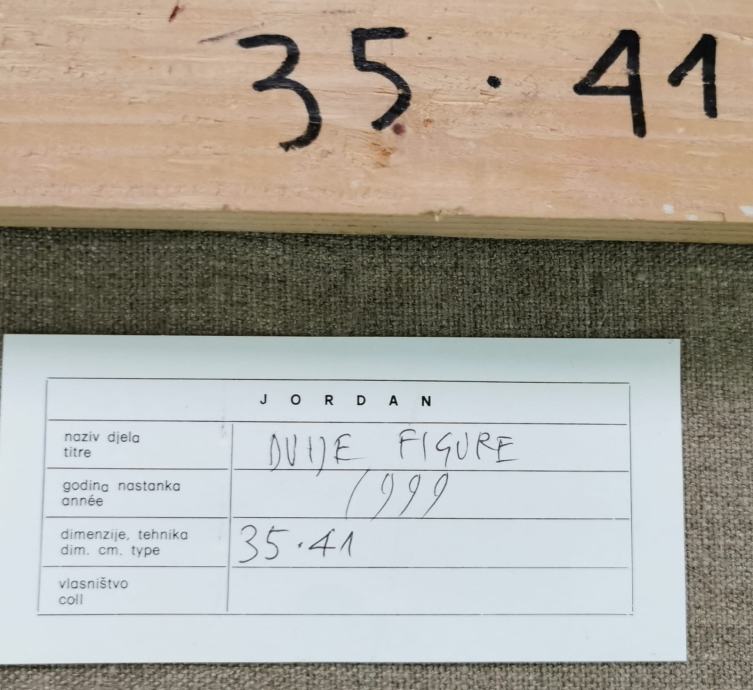 35 · 41
JORDAN
naziv djela DVIJE FIGURE
titre
godina nastanka 1999
année
dimenzije, tehnika 35 · 41
dim. cm. type
vlasništvo
coll